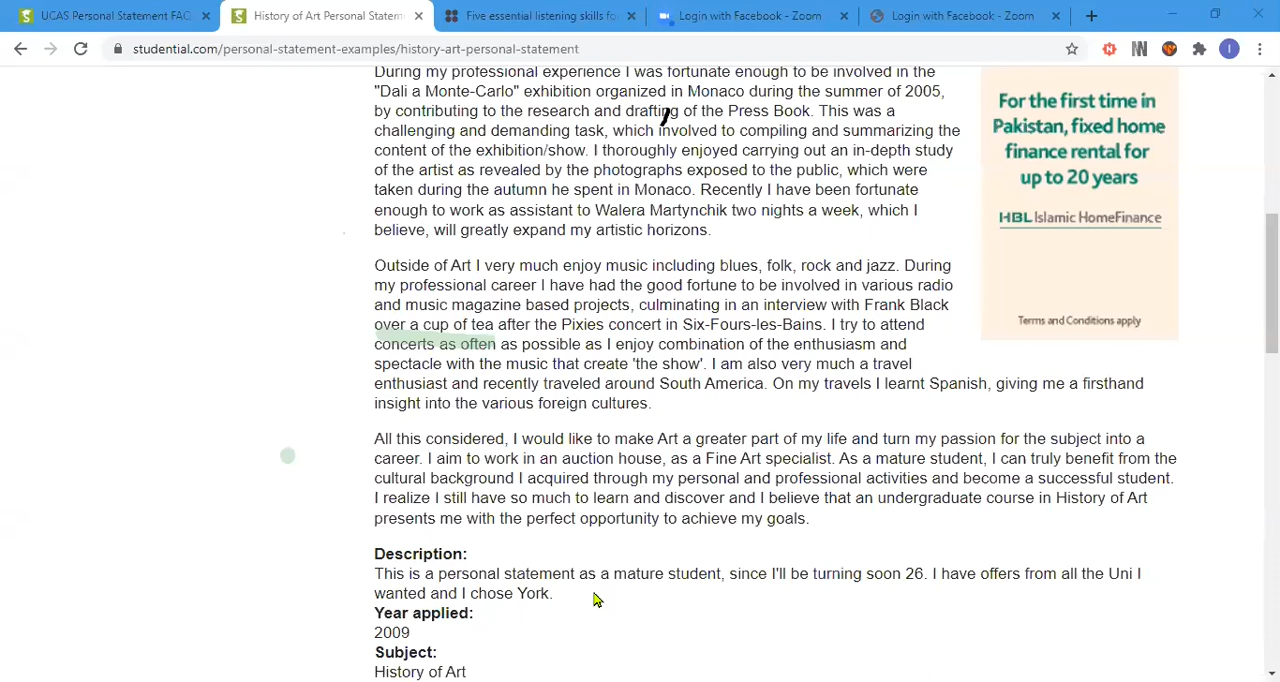 UCAS Personal Statement FAQ
History of Art Personal Statem
Five essential listening skills fo
Login with Facebook - Zoom
Login with Facebook - Zoom
studential.com/personal-statement-examples/history-art-personal-statement
During my professional experience I was fortunate enough to be involved in the
"Dali a Monte-Carlo" exhibition organized in Monaco during the summer of 2005,
by contributing to the research and drafting of the Press Book. This was a
challenging and demanding task, which involved to compiling and summarizing the
content of the exhibition/show. I thoroughly enjoyed carrying out an in-depth study
of the artist as revealed by the photographs exposed to the public, which were
taken during the autumn he spent in Monaco. Recently I have been fortunate
enough to work as assistant to Walera Martynchik two nights a week, which I
believe, will greatly expand my artistic horizons.
Outside of Art I very much enjoy music including blues, folk, rock and jazz. During
my professional career I have had the good fortune to be involved in various radio
and music magazine based projects, culminating in an interview with Frank Black
over a cup of tea after the Pixies concert in Six-Fours-les-Bains. I try to attend
concerts as often as possible as I enjoy combination of the enthusiasm and
spectacle with the music that create 'the show'. I am also very much a travel
enthusiast and recently traveled around South America. On my travels I learnt Spanish, giving me a firsthand
insight into the various foreign cultures.
All this considered, I would like to make Art a greater part of my life and turn my passion for the subject into a
career. I aim to work in an auction house, as a Fine Art specialist. As a mature student, I can truly benefit from the
cultural background I acquired through my personal and professional activities and become a successful student.
I realize I still have so much to learn and discover and I believe that an undergraduate course in History of Art
presents me with the perfect opportunity to achieve my goals.
Description:
This is a personal statement as a mature student, since I'll be turning soon 26. I have offers from all the Uni I
wanted and I chose York.
Year applied:
2009
Subject:
History of Art
For the first time in
Pakistan, fixed home
finance rental for
up to 20 years
HBL Islamic HomeFinance
Terms and Conditions apply